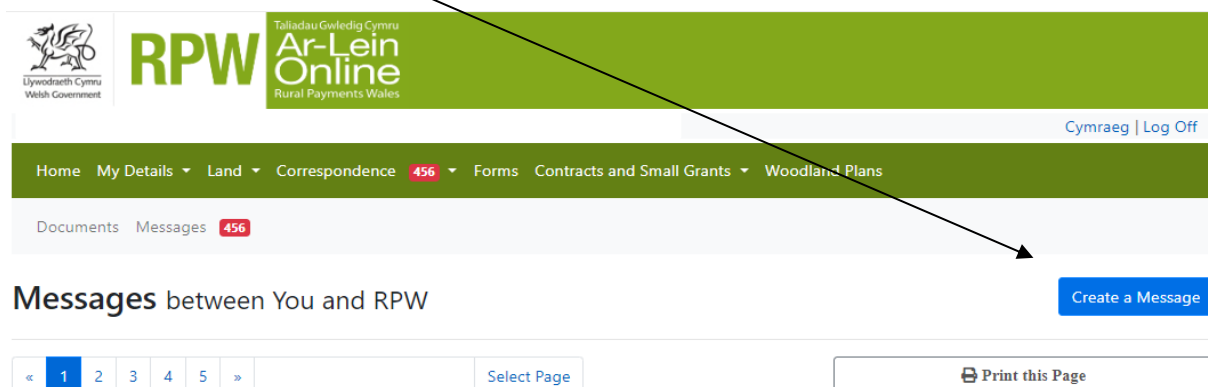 Llywodraeth Cymru
Welsh Government
RPW
Taliadau Gwledig Cymru
Ar-Lein
Online
Rural Payments Wales
Cymraeg | Log Off
Home My Details Land Correspondence 456 Forms Contracts and Small Grants Woodland Plans
Documents Messages 456
Messages between You and RPW
Create a Message
« 1 2 3 4 5 » Select Page
Print this Page